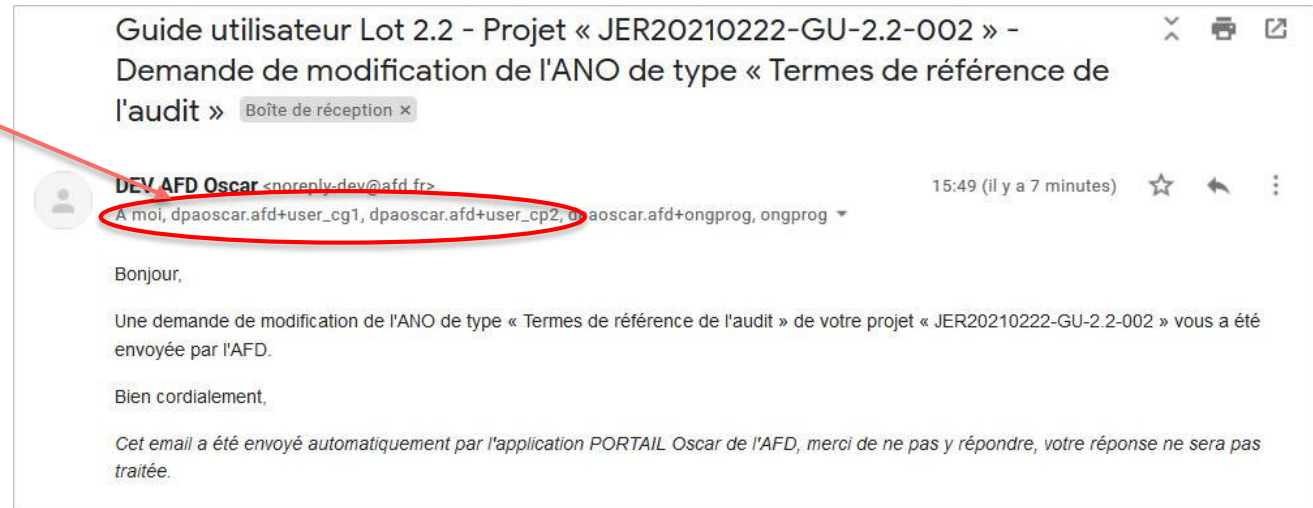 Guide utilisateur Lot 2.2 - Projet « JER20210222-GU-2.2-002 » -
Demande de modification de l'ANO de type « Termes de référence de
l'audit » Boîte de réception ×
DEV AFD Oscar <noreply-dev@afd.fr> 15:49 (il y a 7 minutes)
À moi, dpaoscar.afd+user_cg1, dpaoscar.afd+user_cp2, dpaoscar.afd+ongprog, ongprog
Bonjour,
Une demande de modification de l'ANO de type « Termes de référence de l'audit » de votre projet « JER20210222-GU-2.2-002 » vous a été
envoyée par l'AFD.
Bien cordialement,
Cet email a été envoyé automatiquement par l'application PORTAIL Oscar de l'AFD, merci de ne pas y répondre, votre réponse ne sera pas
traitée.